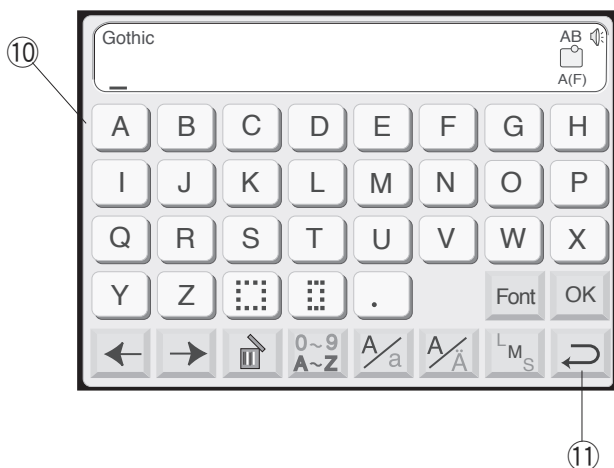 Gothic
AB
A(F)
⑩
A B C D E F G H
I J K L M N O P
Q R S T U V W X
Y Z . Font OK
0~9
A~Z
A/a
A/Ä
L M S
⑪